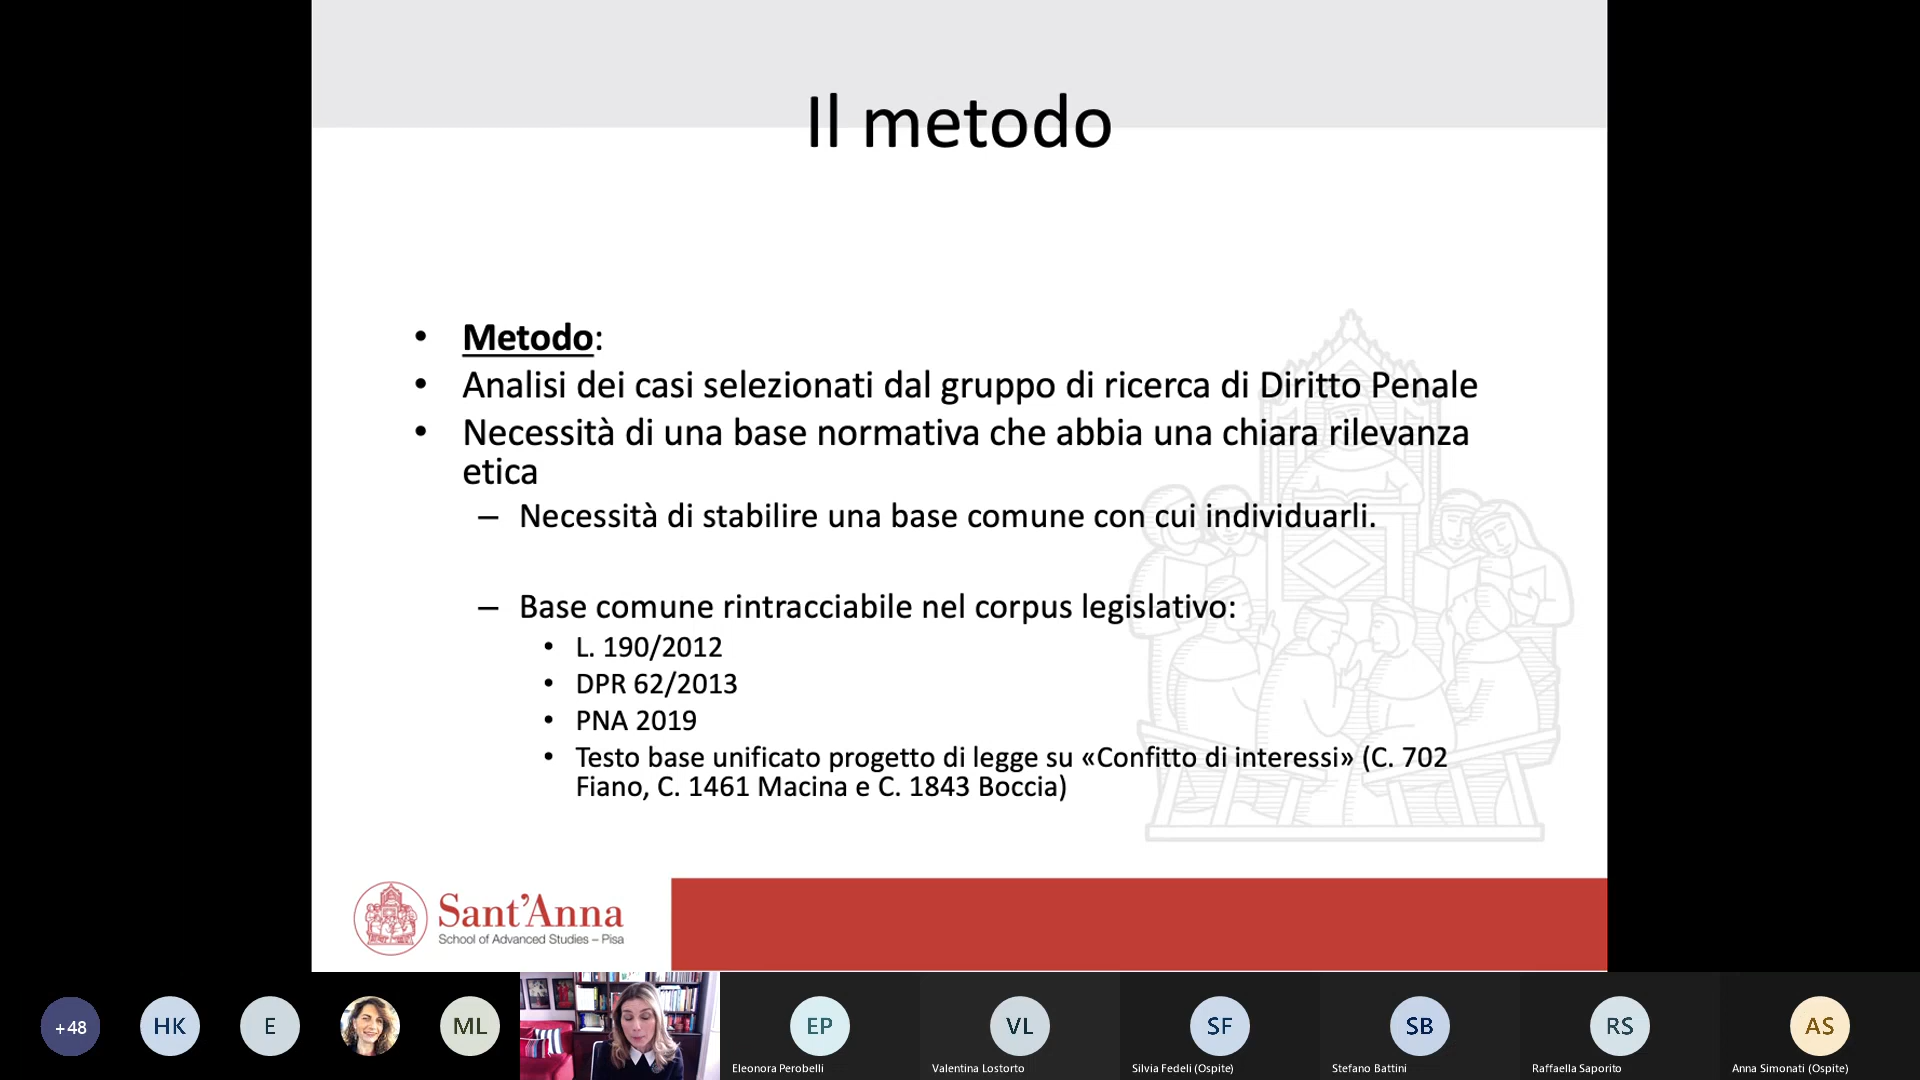 Il metodo
• Metodo:
• Analisi dei casi selezionati dal gruppo di ricerca di Diritto Penale
• Necessità di una base normativa che abbia una chiara rilevanza
etica
– Necessità di stabilire una base comune con cui individuarli.
– Base comune rintracciabile nel corpus legislativo:
• L. 190/2012
• DPR 62/2013
• PNA 2019
• Testo base unificato progetto di legge su «Confitto di interessi» (C. 702
Fiano, C. 1461 Macina e C. 1843 Boccia)
Sant'Anna
School of Advanced Studies – Pisa
+48
HK
E
ML
EP
VL
SF
SB
RS
AS
Eleonora Perobelli
Valentina Lostorto
Silvia Fedeli (Ospite)
Stefano Battini
Raffaella Saporito
Anna Simonati (Ospite)